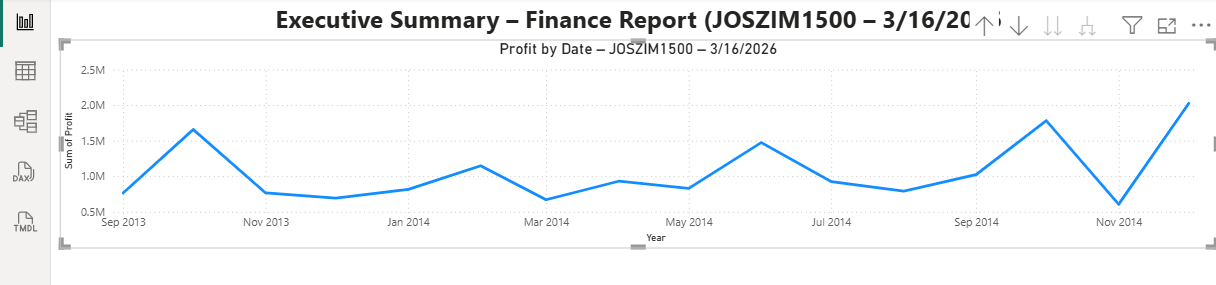 Executive Summary – Finance Report (JOSZIM1500 – 3/16/20
Profit by Date – JOSZIM1500 – 3/16/2026
2.5M
2.0M
1.5M
1.0M
0.5M
Sum of Profit
Sep 2013 Nov 2013 Jan 2014 Mar 2014 May 2014 Jul 2014 Sep 2014 Nov 2014
Year
DAX
TMDL